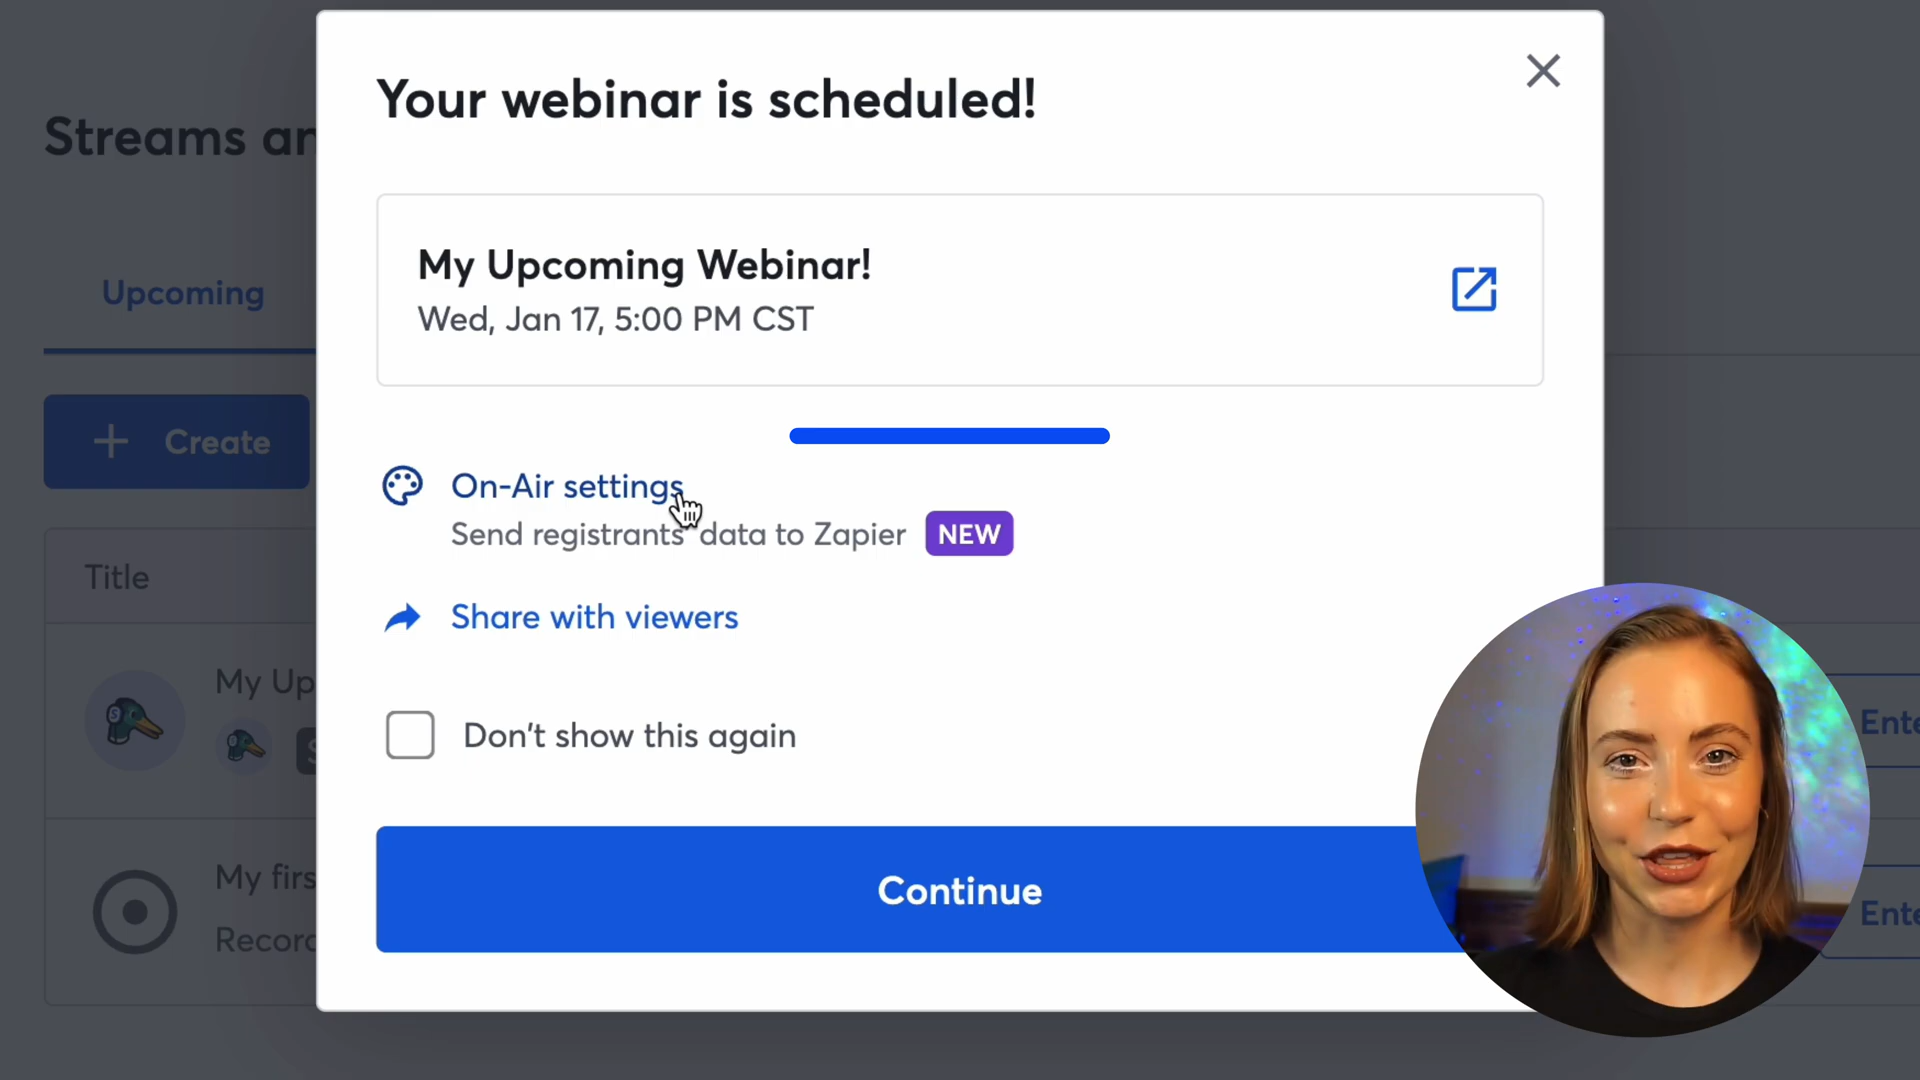 Your webinar is scheduled!
Streams an
My Upcoming Webinar!
Wed, Jan 17, 5:00 PM CST
Upcoming
+ Create
On-Air settings
Send registrants' data to Zapier NEW
Title
Share with viewers
My Up
Don't show this again
Ente
My firs
Continue
Ente
Record